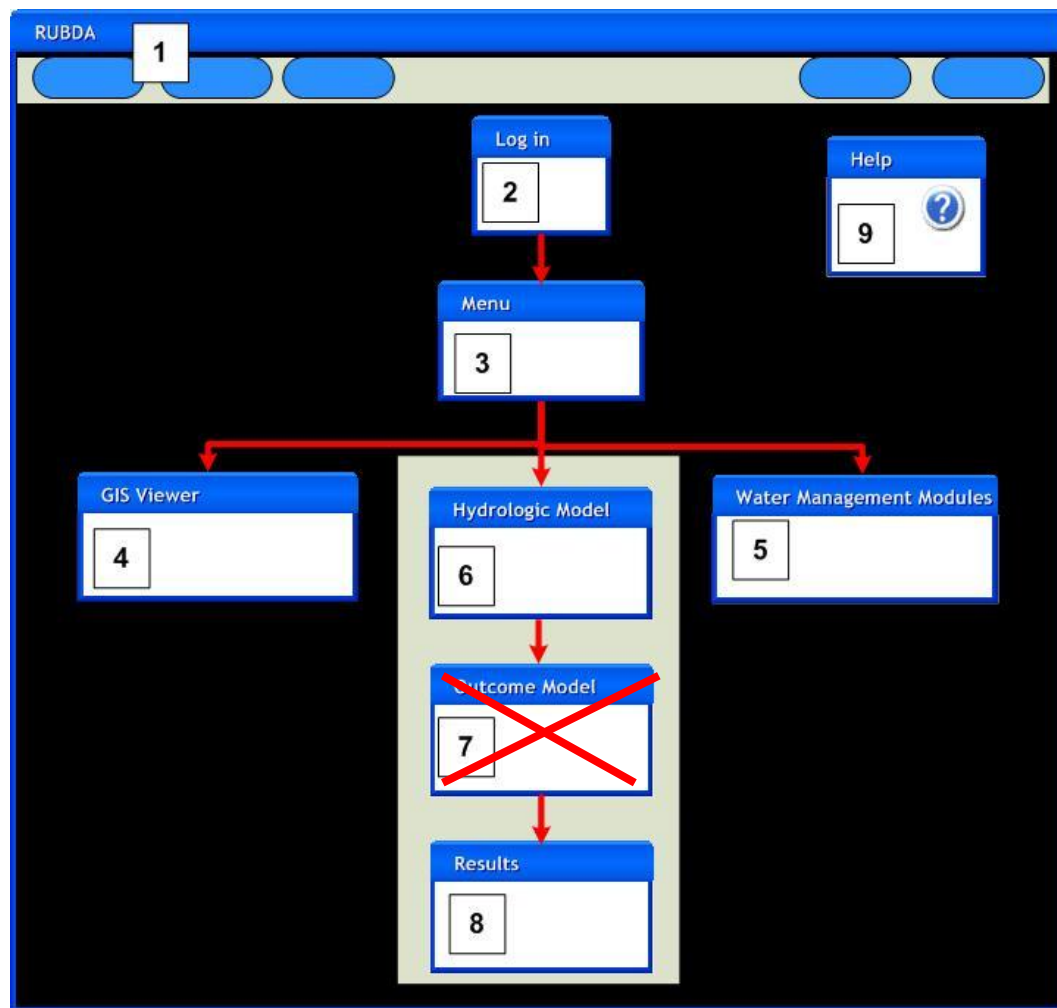 RUBDA
1
Log in
2
Help
?
9
Menu
3
GIS Viewer
4
Hydrologic Model
6
Water Management Modules
5
Outcome Model
7
Results
8